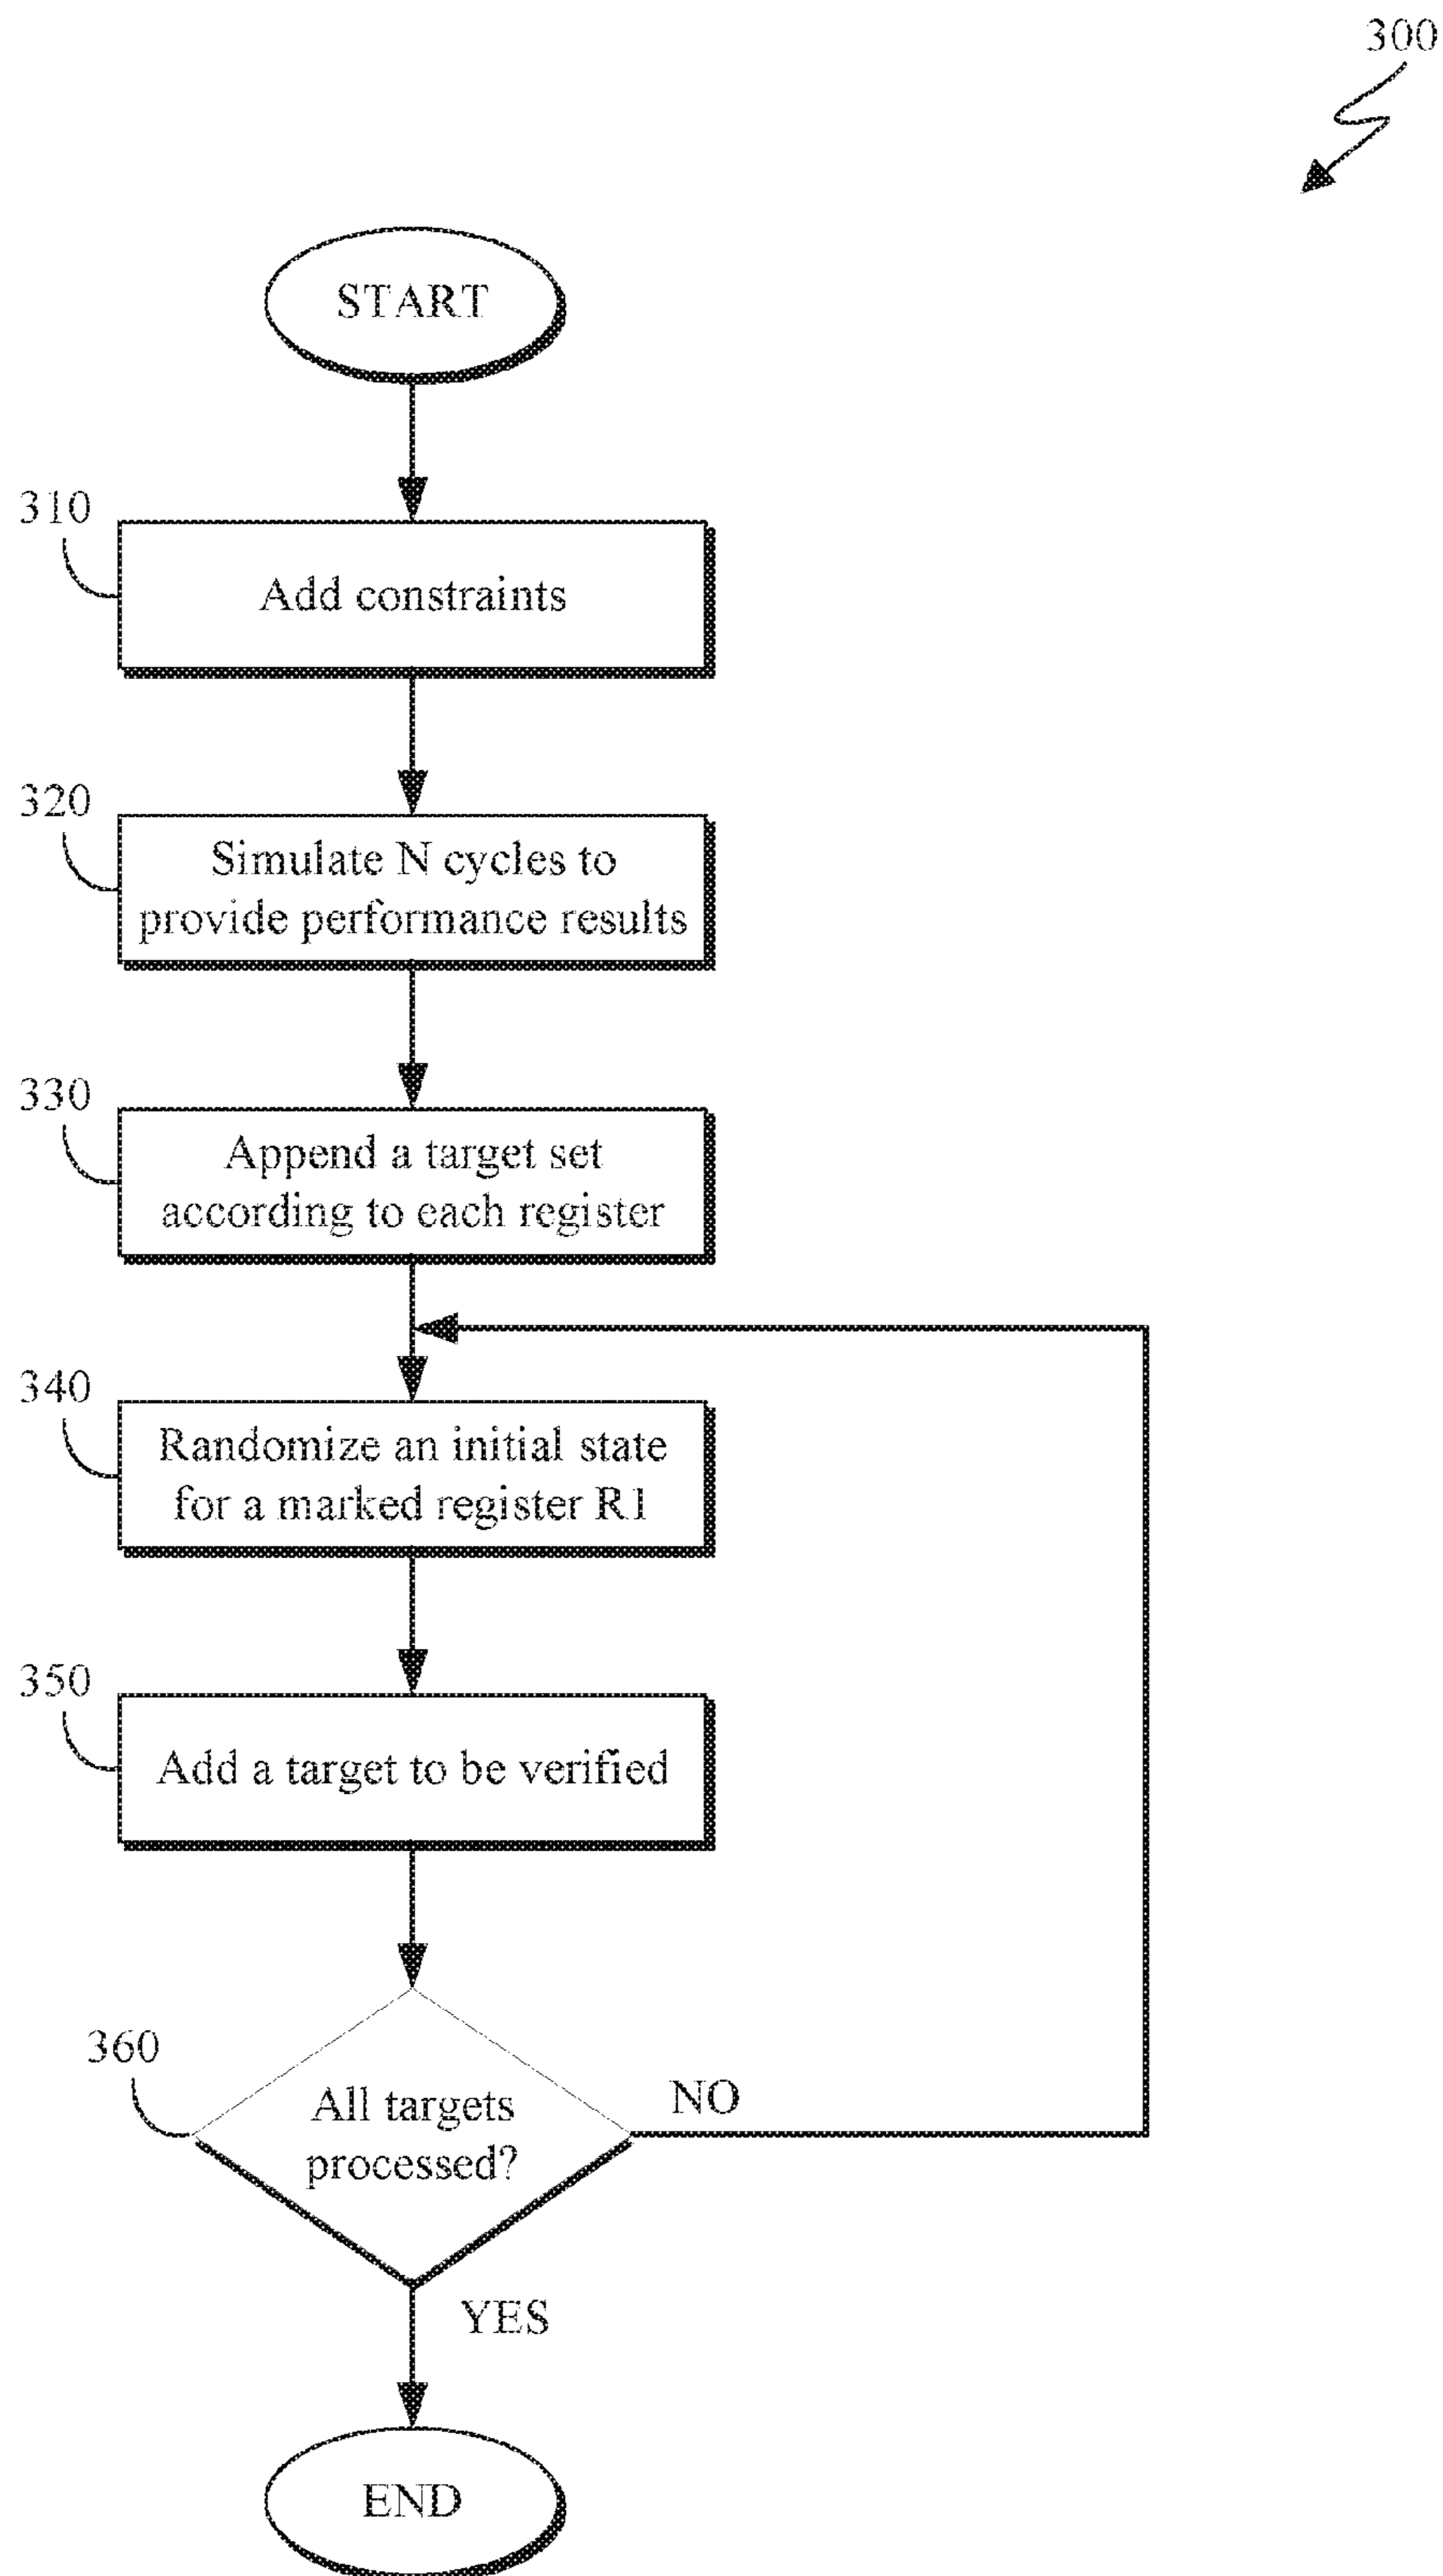 300
START
310
Add constraints
320
Simulate N cycles to
provide performance results
330
Append a target set
according to each register
340
Randomize an initial state
for a marked register R1
350
Add a target to be verified
360
All targets
processed?
NO
YES
END